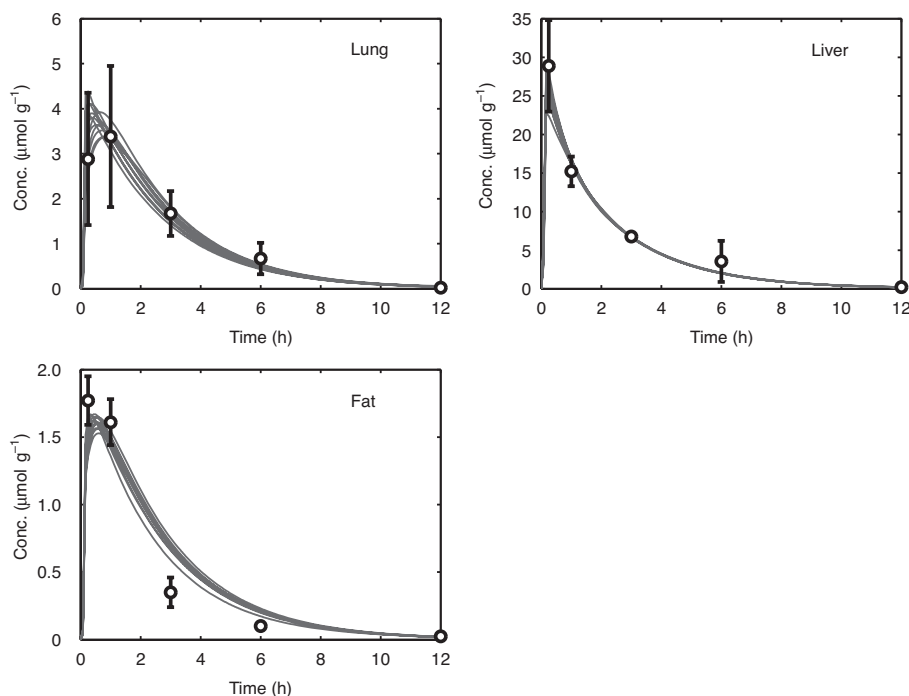 6
5
4
3
2
1
0
Conc. (μmol g⁻¹)
Lung
0 2 4 6 8 10 12
Time (h)
35
30
25
20
15
10
5
0
Conc. (μmol g⁻¹)
Liver
0 2 4 6 8 10 12
Time (h)
2.0
1.5
1.0
0.5
0
Conc. (μmol g⁻¹)
Fat
0 2 4 6 8 10 12
Time (h)